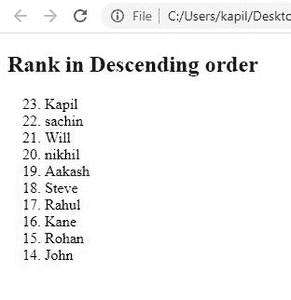 File | C:/Users/kapil/Deskto
Rank in Descending order
23. Kapil
22. sachin
21. Will
20. nikhil
19. Aakash
18. Steve
17. Rahul
16. Kane
15. Rohan
14. John